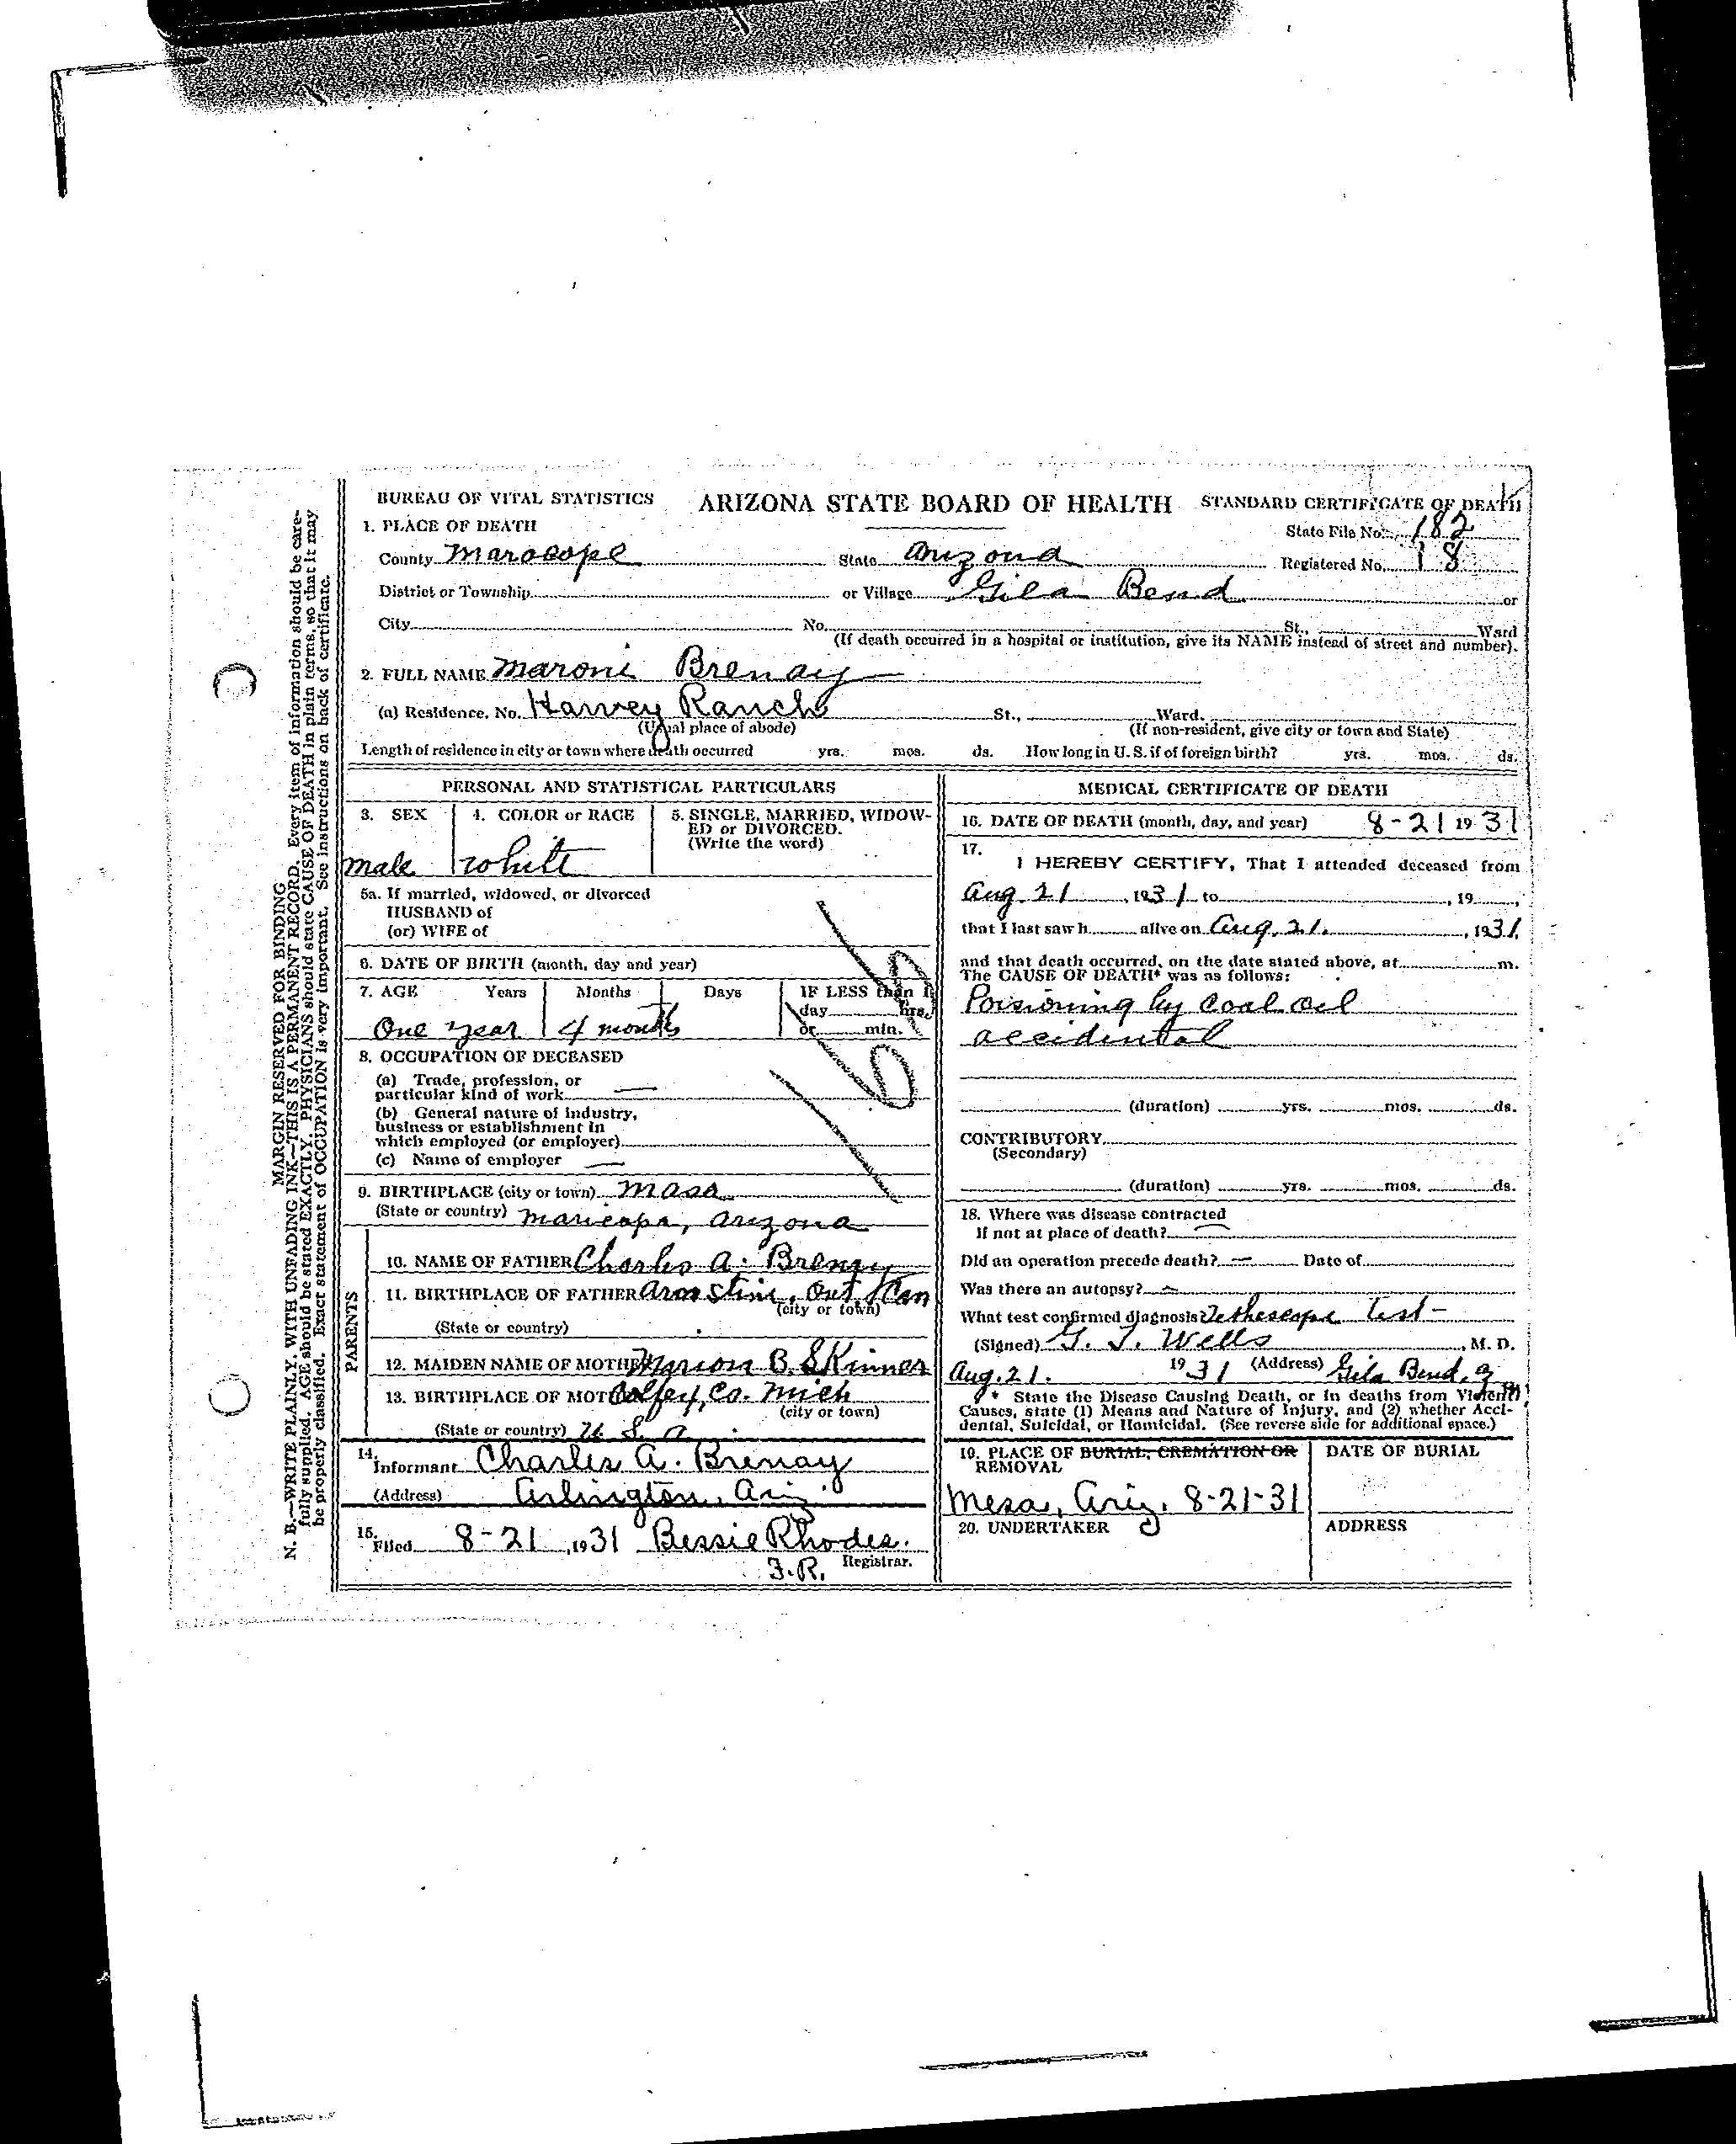 BUREAU OF VITAL STATISTICS ARIZONA STATE BOARD OF HEALTH STANDARD CERTIFICATE OF DEATH
1. PLACE OF DEATH State File No. 182
County Marocope State Arizona Registered No. 18
District or Township or Village Gila Bend or
City No. St., Ward
(If death occurred in a hospital or institution, give its NAME instead of street and number).
2. FULL NAME Maroni Brenay
(a) Residence. No. Harvey Ranch St., Ward.
(Usual place of abode) (If non-resident, give city or town and State)
Length of residence in city or town where death occurred yrs. mos. ds. How long in U. S. if of foreign birth? yrs. mos. ds.
PERSONAL AND STATISTICAL PARTICULARS
3. SEX 4. COLOR or RACE 5. SINGLE, MARRIED, WIDOW-
ED or DIVORCED.
(Write the word)
male white
5a. If married, widowed, or divorced
HUSBAND of
(or) WIFE of
6. DATE OF BIRTH (month, day and year)
7. AGE Years Months Days IF LESS than 1
day hrs.
One year 4 months or min.
8. OCCUPATION OF DECEASED
(a) Trade, profession, or
particular kind of work
(b) General nature of industry,
business or establishment in
which employed (or employer)
(c) Name of employer
9. BIRTHPLACE (city or town) Masa
(State or country) Maricapa, Arizona
PARENTS
10. NAME OF FATHER Charles A. Brenay
11. BIRTHPLACE OF FATHER Can
(city or town)
(State or country)
12. MAIDEN NAME OF MOTHER B. Skinner
13. BIRTHPLACE OF MOTHER Co. Mich
(city or town)
(State or country) U. S. A.
14. Informant Charles A. Brenay
(Address) Arlington, Ariz.
15. Filed 8-21, 1931 Bessie Rhodes.
Registrar.
MEDICAL CERTIFICATE OF DEATH
16. DATE OF DEATH (month, day, and year) 8-21 19 31
17.
I HEREBY CERTIFY, That I attended deceased from
Aug 21, 1931 to , 19 ,
that I last saw h alive on Aug. 21. , 1931,
and that death occurred, on the date stated above, at m.
The CAUSE OF DEATH* was as follows:
Poisioning by coal oil
accidental
(duration) yrs. mos. ds.
CONTRIBUTORY
(Secondary)
(duration) yrs. mos. ds.
18. Where was disease contracted
if not at place of death?
Did an operation precede death? — Date of
Was there an autopsy? —
What test confirmed diagnosis? Test-
(Signed) G. J. Wells , M. D.
Aug. 21. 1931 (Address) Gila Bend,
* State the Disease Causing Death, or in deaths from Violent
Causes, state (1) Means and Nature of Injury, and (2) whether Acci-
dental, Suicidal, or Homicidal. (See reverse side for additional space.)
19. PLACE OF BURIAL, CREMATION OR
REMOVAL
DATE OF BURIAL
Mesa, Ariz. 8-21-31
20. UNDERTAKER ADDRESS
MARGIN RESERVED FOR BINDING
N. B.—WRITE PLAINLY, WITH UNFADING INK—THIS IS A PERMANENT RECORD. Every item of information should be care-
fully supplied. AGE should be stated EXACTLY. PHYSICIANS should state CAUSE OF DEATH in plain terms, so that it may
be properly classified. Exact statement of OCCUPATION is very important. See instructions on back of certificate.